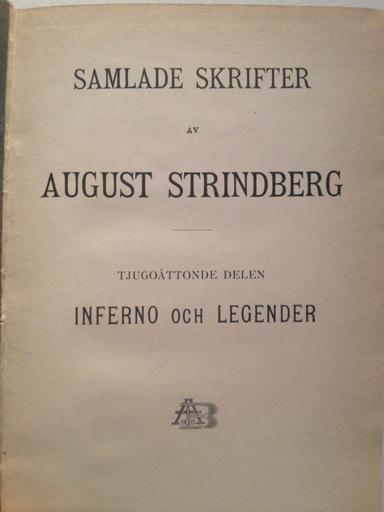 SAMLADE SKRIFTER
AV
AUGUST STRINDBERG
TJUGOÅTTONDE DELEN
INFERNO OCH LEGENDER